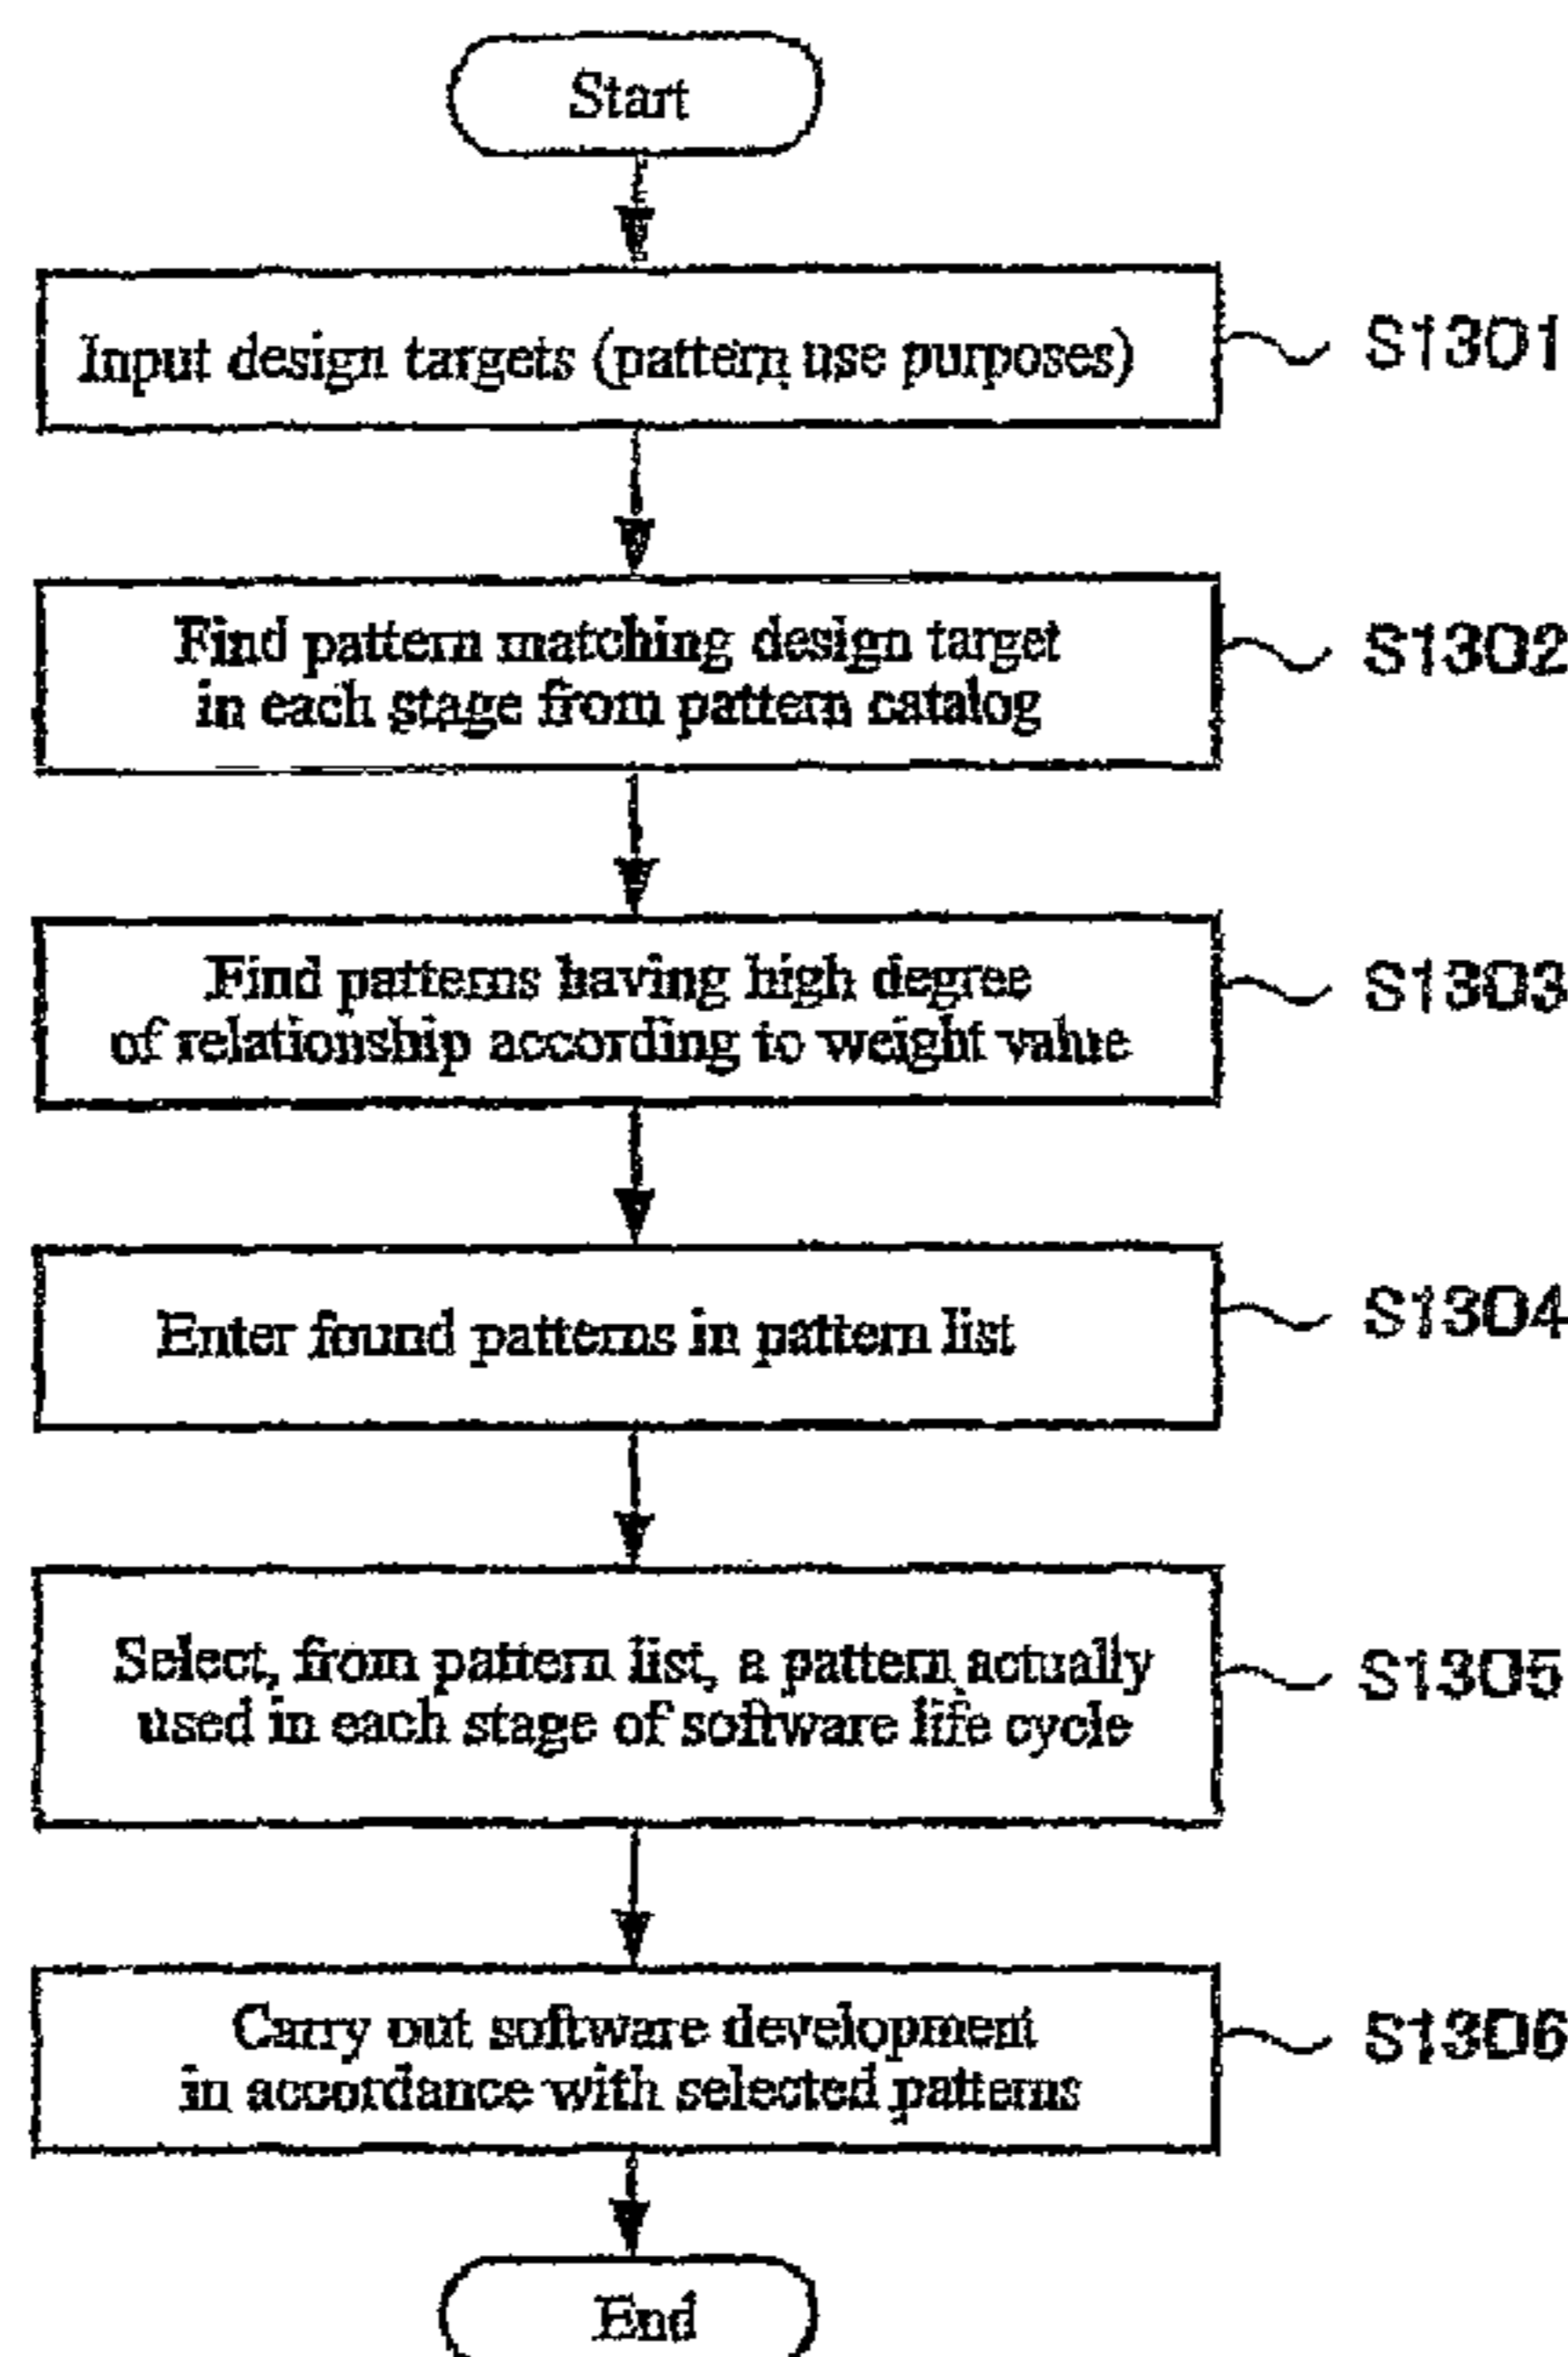 Start
Input design targets (pattern use purposes)
S1301
Find pattern matching design target
in each stage from pattern catalog
S1302
Find patterns having high degree
of relationship according to weight value
S1303
Enter found patterns in pattern list
S1304
Select, from pattern list, a pattern actually
used in each stage of software life cycle
S1305
Carry out software development
in accordance with selected patterns
S1306
End